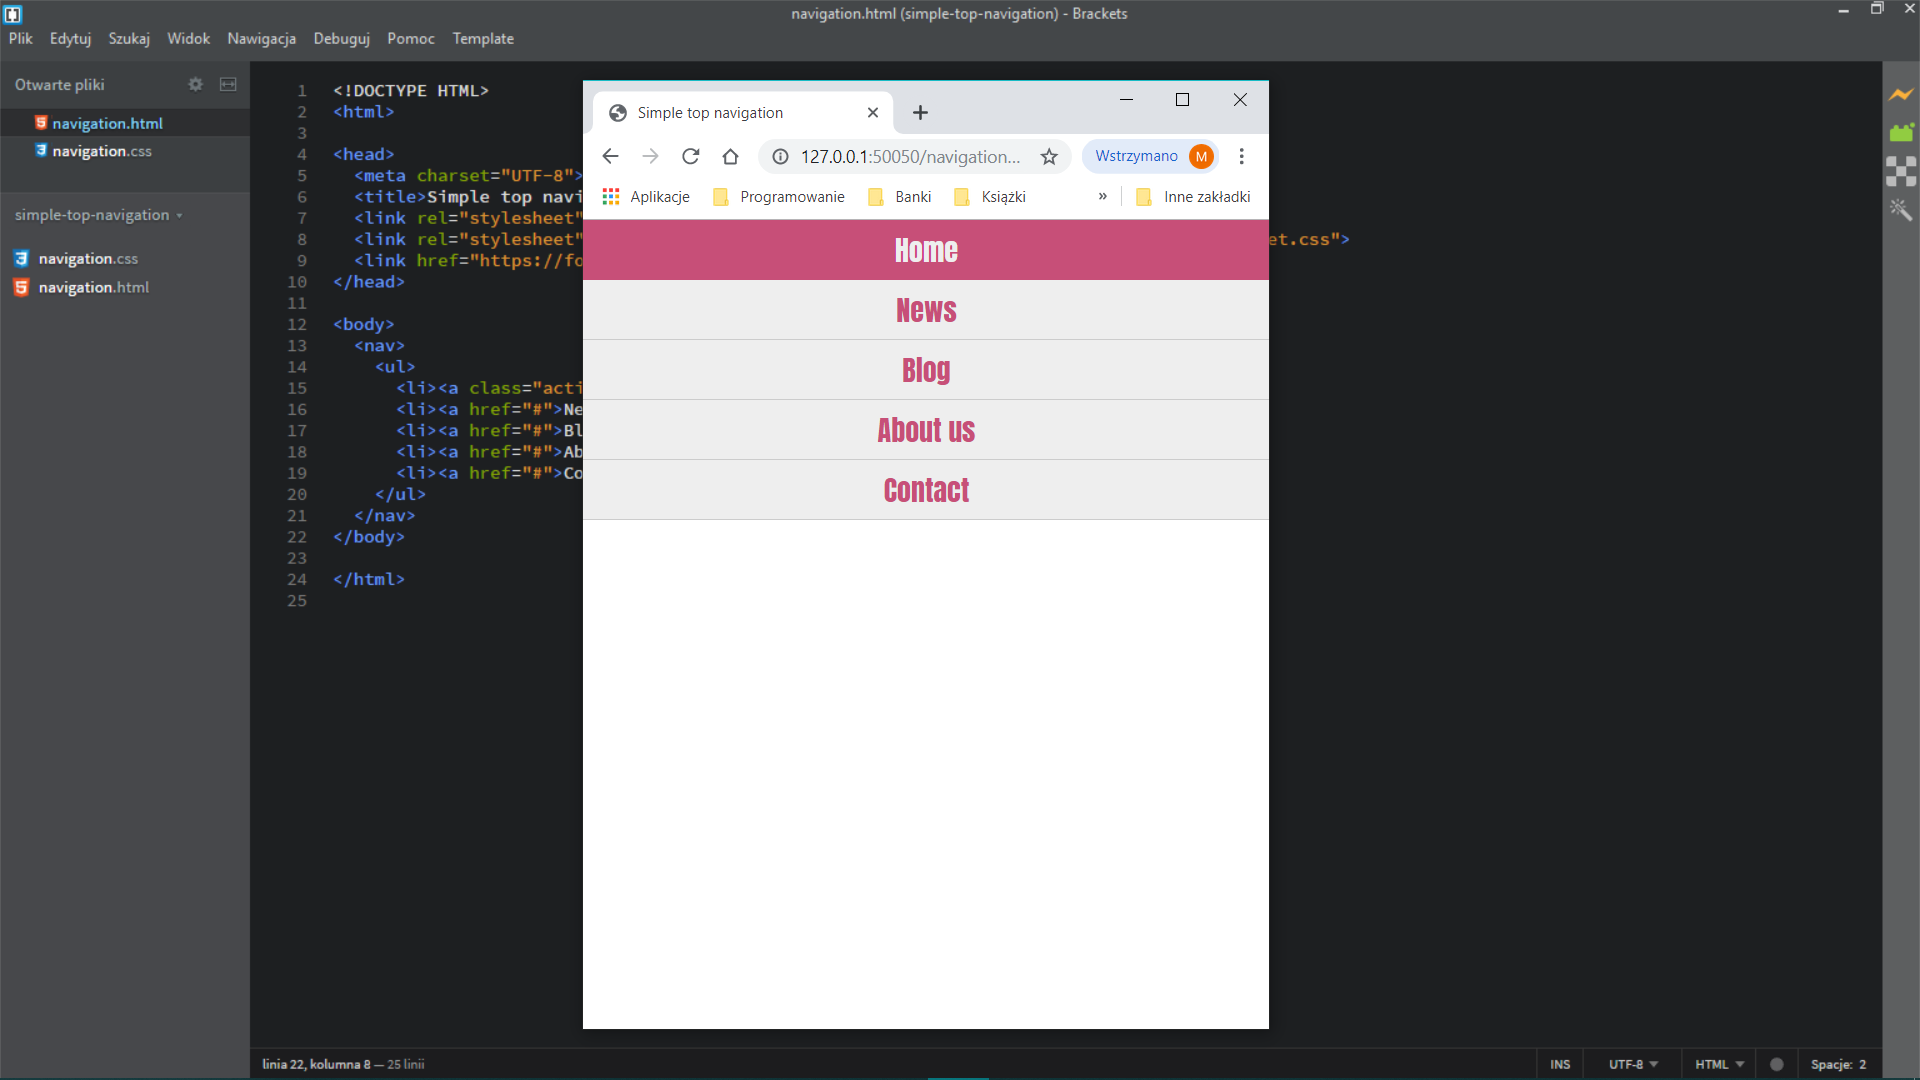 navigation.html (simple-top-navigation) - Brackets
Plik Edytuj Szukaj Widok Nawigacja Debuguj Pomoc Template
Otwarte pliki
navigation.html
navigation.css
simple-top-navigation
navigation.css
navigation.html
1 <!DOCTYPE HTML>
2 <html>
3
4 <head>
5 <meta charset="UTF-8">
6 <title>Simple top navi
7 <link rel="stylesheet"
8 <link rel="stylesheet" et.css">
9 <link href="https://fo
10 </head>
11
12 <body>
13 <nav>
14 <ul>
15 <li><a class="acti
16 <li><a href="#">Ne
17 <li><a href="#">Bl
18 <li><a href="#">Ab
19 <li><a href="#">Co
20 </ul>
21 </nav>
22 </body>
23
24 </html>
25
Simple top navigation
127.0.0.1:50050/navigation... Wstrzymano M
Aplikacje Programowanie Banki Książki » Inne zakładki
Home
News
Blog
About us
Contact
linia 22, kolumna 8 — 25 linii INS UTF-8 HTML Spacje: 2